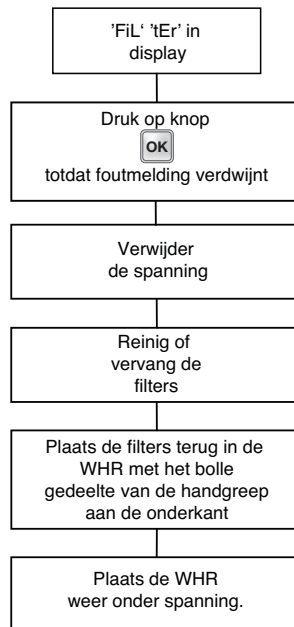 ’FiL‘ ’tEr’ in
display
Druk op knop
OK
totdat foutmelding verdwijnt
Verwijder
de spanning
Reinig of
vervang de
filters
Plaats de filters terug in de
WHR met het bolle
gedeelte van de handgreep
aan de onderkant
Plaats de WHR
weer onder spanning.